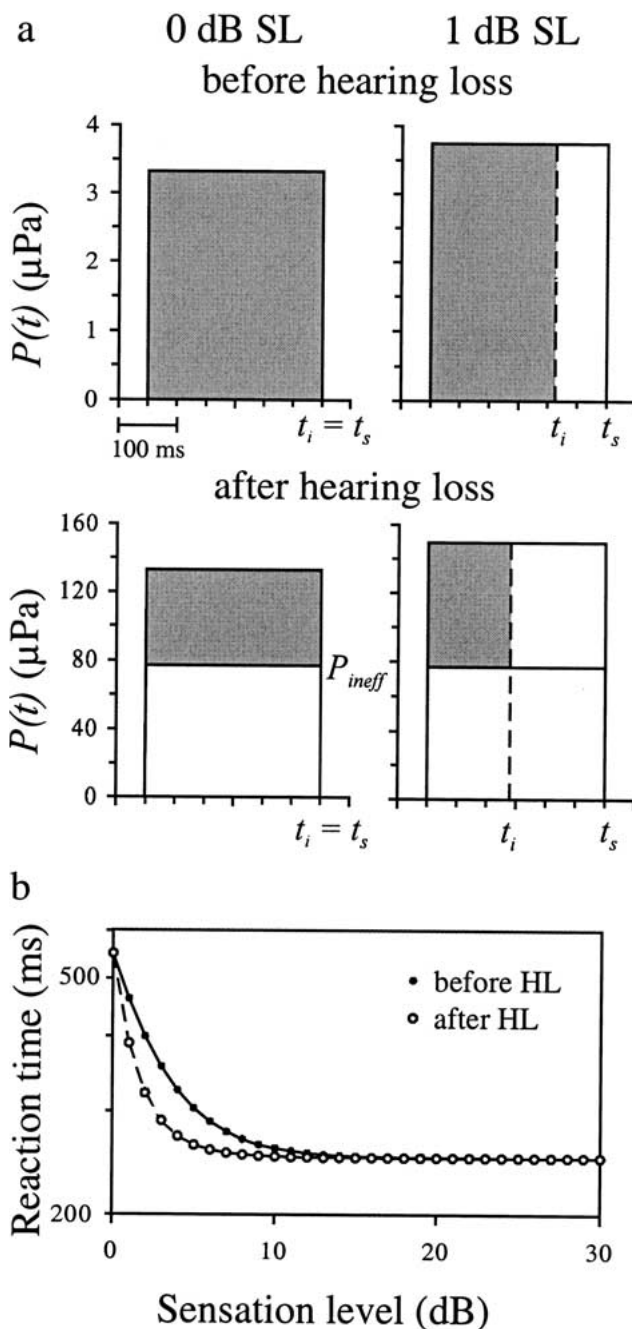 a
0 dB SL 1 dB SL
before hearing loss
4
3
2
1
0
P(t) (µPa)
100 ms
t_i = t_s
t_i t_s
after hearing loss
160
120
80
40
0
P(t) (µPa)
P_ineff
t_i = t_s
t_i t_s
b
500
200
Reaction time (ms)
before HL
after HL
0 10 20 30
Sensation level (dB)